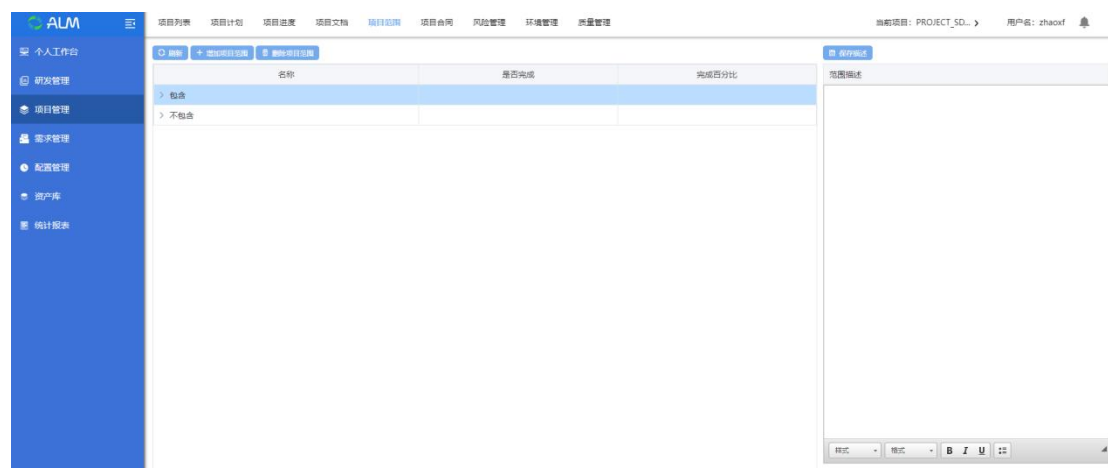 ALM
项目列表 项目计划 项目进度 项目文档 项目范围 项目合同 风险管理 环境管理 质量管理 当前项目: PROJECT_SD... 用户名: zhaoxf
个人工作台
研发管理
项目管理
需求管理
配置管理
资产库
统计报表
刷新 + 增加项目范围 删除项目范围
名称 是否完成 完成百分比
> 包含
> 不包含
保存描述
范围描述
样式 格式 B I U